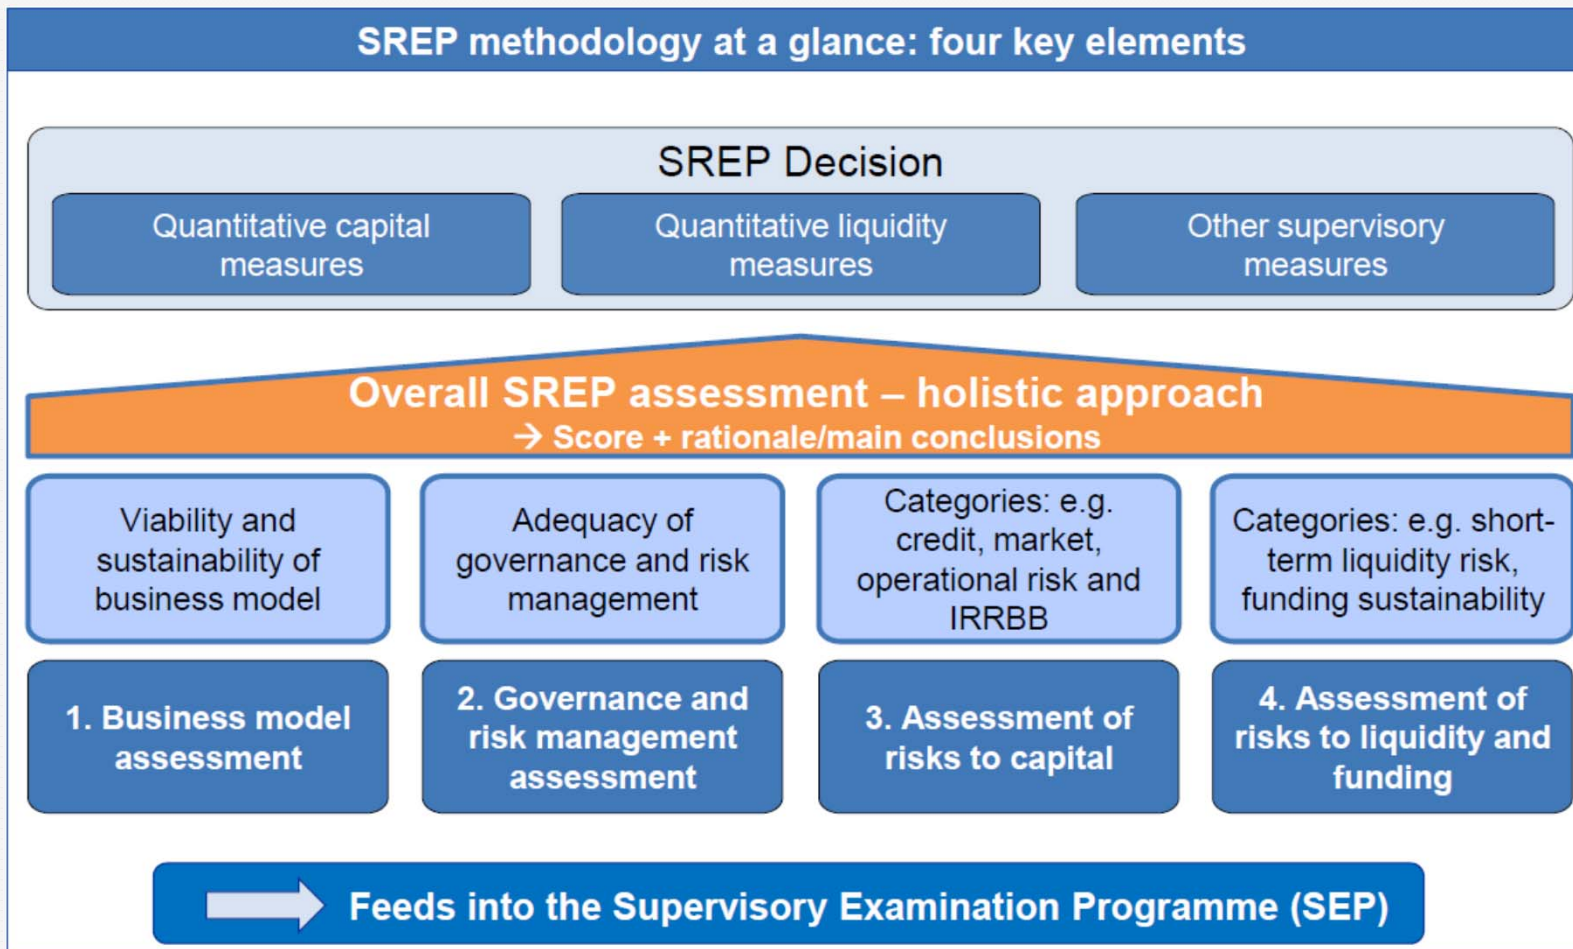 SREP methodology at a glance: four key elements
SREP Decision
Quantitative capital
measures
Quantitative liquidity
measures
Other supervisory
measures
Overall SREP assessment – holistic approach
→ Score + rationale/main conclusions
Viability and
sustainability of
business model
Adequacy of
governance and risk
management
Categories: e.g.
credit, market,
operational risk and
IRRBB
Categories: e.g. short-
term liquidity risk,
funding sustainability
1. Business model
assessment
2. Governance and
risk management
assessment
3. Assessment of
risks to capital
4. Assessment of
risks to liquidity and
funding
Feeds into the Supervisory Examination Programme (SEP)